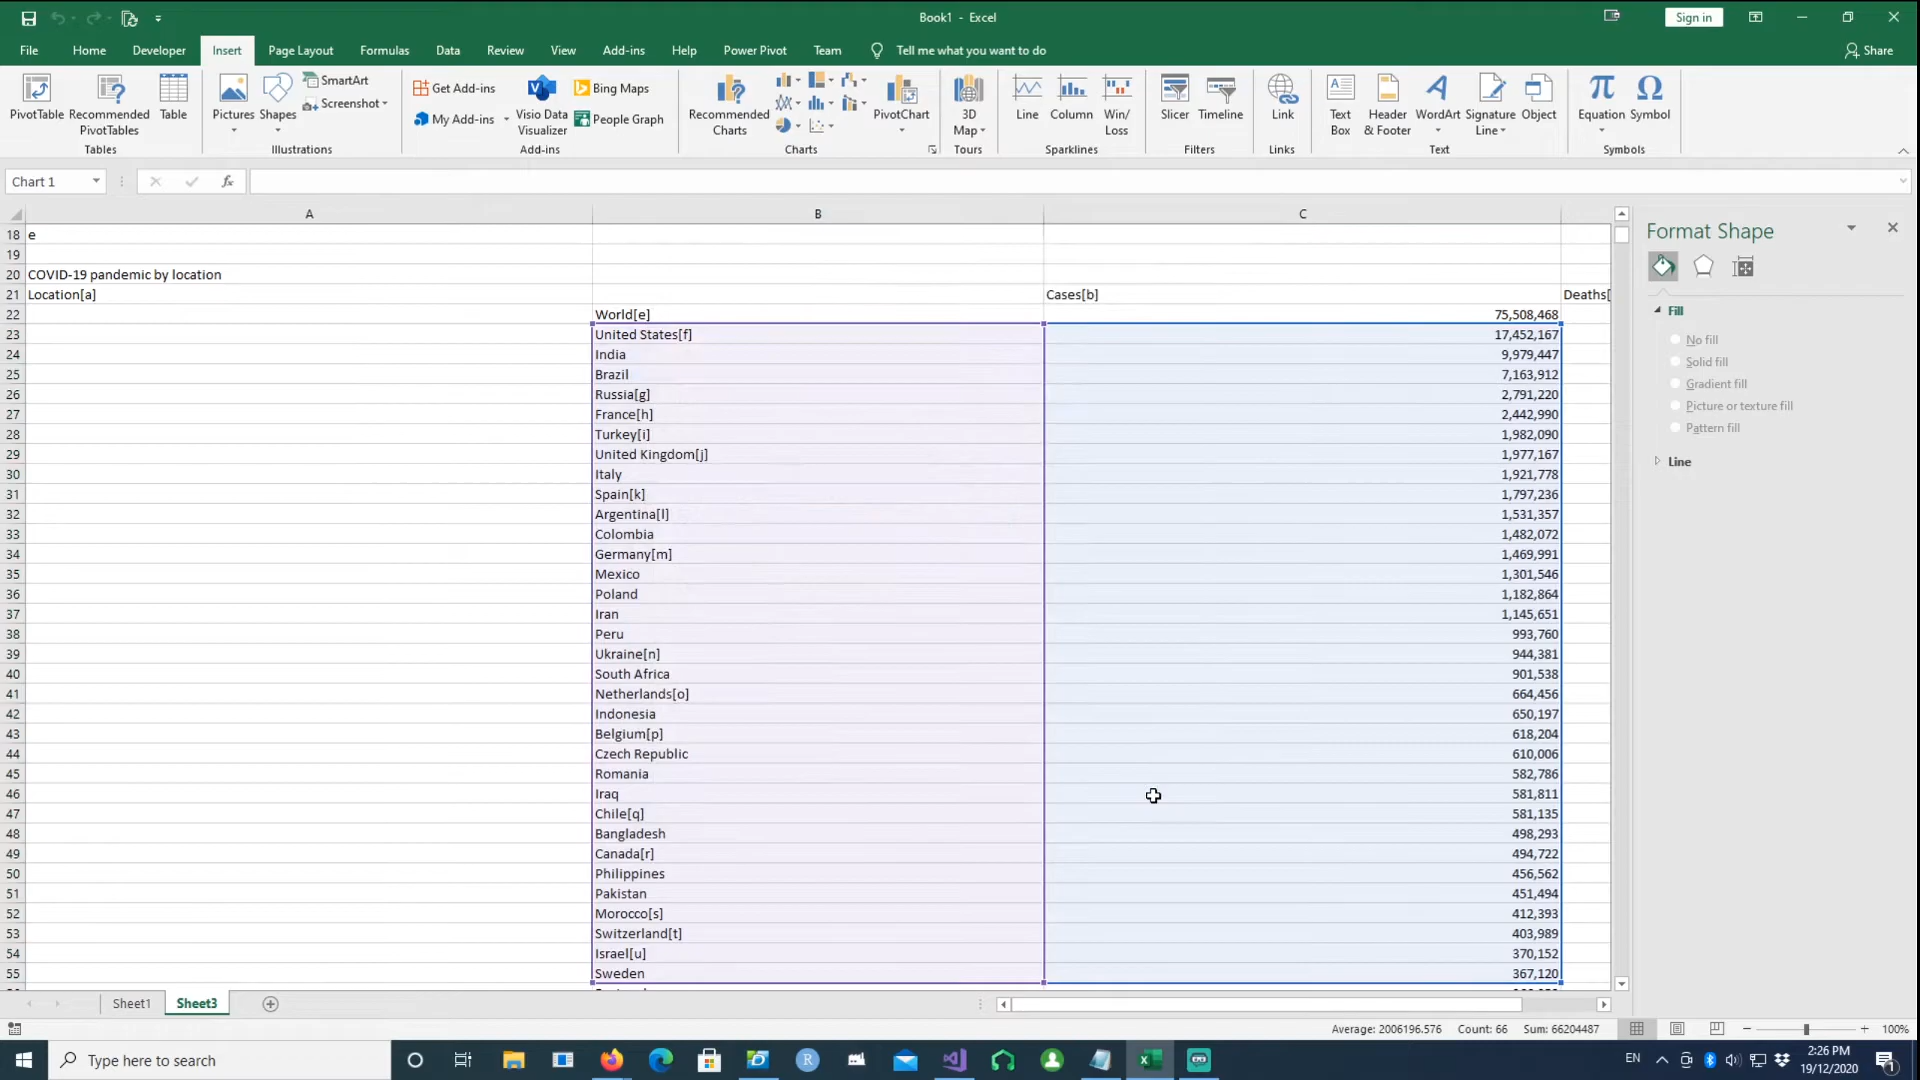 Book1 - Excel
Sign in
File Home Developer Insert Page Layout Formulas Data Review View Add-ins Help Power Pivot Team Tell me what you want to do Share
PivotTable Recommended PivotTables Table
Pictures Shapes SmartArt Screenshot
Get Add-ins My Add-ins Visio Data Visualizer Bing Maps People Graph
Recommended Charts PivotChart 3D Map
Line Column Win/Loss Slicer Timeline Link
Text Box Header & Footer WordArt Signature Line Object Equation Symbol
Tables Illustrations Add-ins Charts Tours Sparklines Filters Links Text Symbols
Chart 1 fx
A B C
18 e
19
20 COVID-19 pandemic by location
21 Location[a] Cases[b] Deaths[
22 World[e] 75,508,468
23 United States[f] 17,452,167
24 India 9,979,447
25 Brazil 7,163,912
26 Russia[g] 2,791,220
27 France[h] 2,442,990
28 Turkey[i] 1,982,090
29 United Kingdom[j] 1,977,167
30 Italy 1,921,778
31 Spain[k] 1,797,236
32 Argentina[l] 1,531,357
33 Colombia 1,482,072
34 Germany[m] 1,469,991
35 Mexico 1,301,546
36 Poland 1,182,864
37 Iran 1,145,651
38 Peru 993,760
39 Ukraine[n] 944,381
40 South Africa 901,538
41 Netherlands[o] 664,456
42 Indonesia 650,197
43 Belgium[p] 618,204
44 Czech Republic 610,006
45 Romania 582,786
46 Iraq 581,811
47 Chile[q] 581,135
48 Bangladesh 498,293
49 Canada[r] 494,722
50 Philippines 456,562
51 Pakistan 451,494
52 Morocco[s] 412,393
53 Switzerland[t] 403,989
54 Israel[u] 370,152
55 Sweden 367,120
Format Shape
Fill
No fill
Solid fill
Gradient fill
Picture or texture fill
Pattern fill
Line
Sheet1 Sheet3
Average: 2006196.576 Count: 66 Sum: 66204487 100%
Type here to search
EN
2:26 PM
19/12/2020